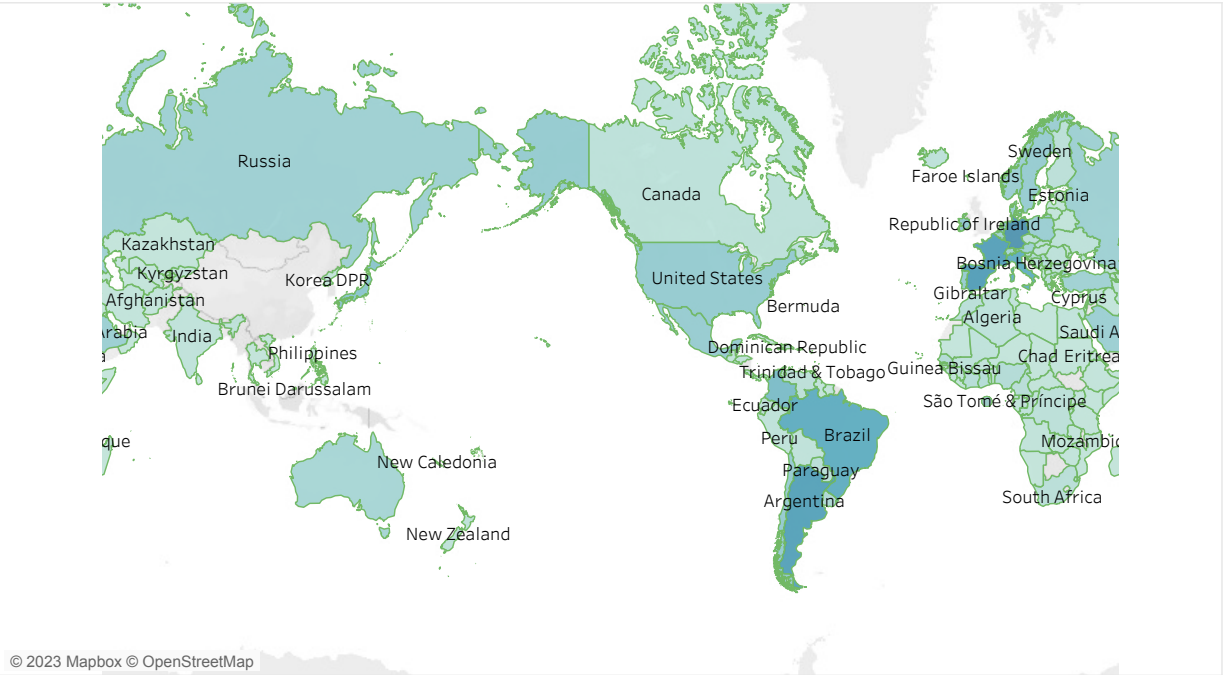 Sweden
Russia
Faroe Islands
Canada
Estonia
Republic of Ireland
Kazakhstan
Bosnia Herzegovina
Kyrgyzstan
Korea DPR
United States
Gibraltar
Cyprus
Afghanistan
Bermuda
Algeria
Arabia
India
Saudi A
Dominican Republic
Philippines
Chad
Eritrea
a
Trinidad & Tobago
Guinea Bissau
Brunei Darussalam
São Tomé & Príncipe
Ecuador
Brazil
Peru
que
Mozambic
New Caledonia
Paraguay
South Africa
Argentina
New Zealand
© 2023 Mapbox © OpenStreetMap